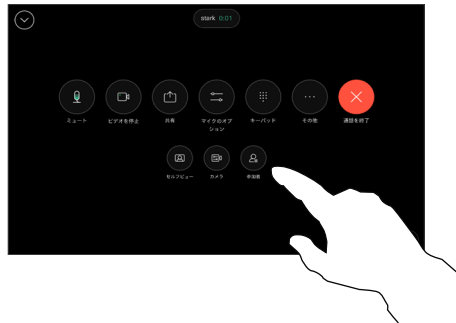 stark 0:01
ミュート ビデオを停止 共有 マイクのオプ キーパッド その他 通話を終了
ション
セルフビュー カメラ 参加者